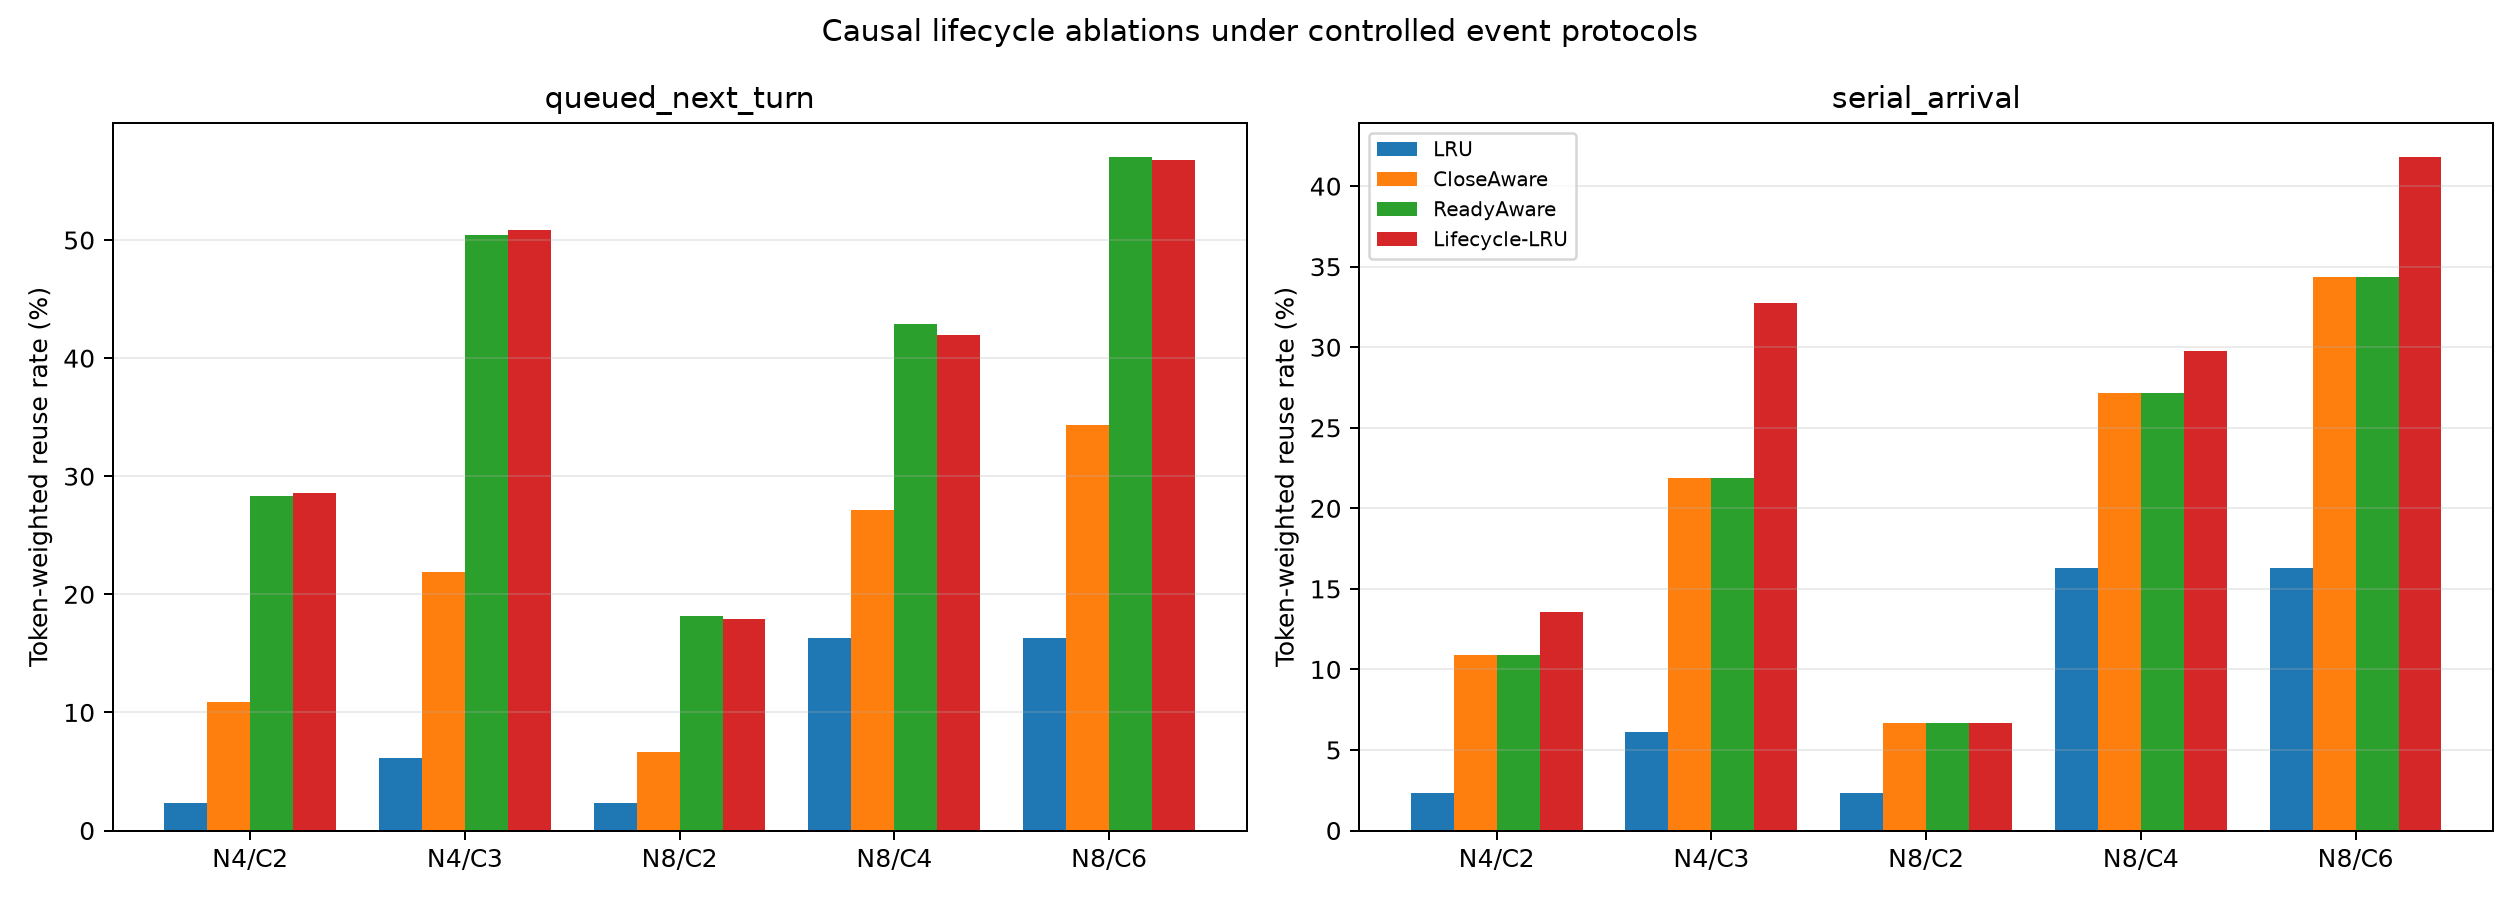 Causal lifecycle ablations under controlled event protocols
queued_next_turn
Token-weighted reuse rate (%)
50
40
30
20
10
0
N4/C2
N4/C3
N8/C2
N8/C4
N8/C6
serial_arrival
LRU
CloseAware
ReadyAware
Lifecycle-LRU
Token-weighted reuse rate (%)
40
35
30
25
20
15
10
5
0
N4/C2
N4/C3
N8/C2
N8/C4
N8/C6